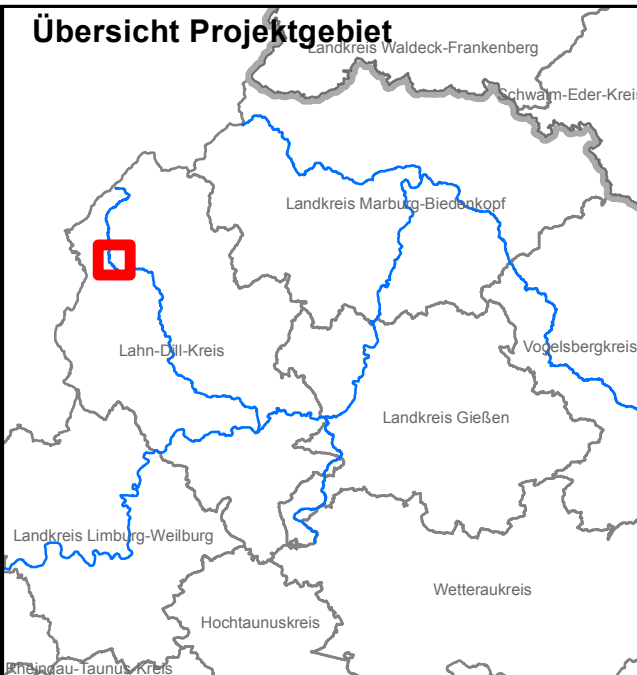 Übersicht Projektgebiet
Landkreis Waldeck-Frankenberg
Schwalm-Eder-Kreis
Landkreis Marburg-Biedenkopf
Lahn-Dill-Kreis
Vogelsbergkreis
Landkreis Gießen
Landkreis Limburg-Weilburg
Wetteraukreis
Hochtaunuskreis
Rheingau-Taunus-Kreis